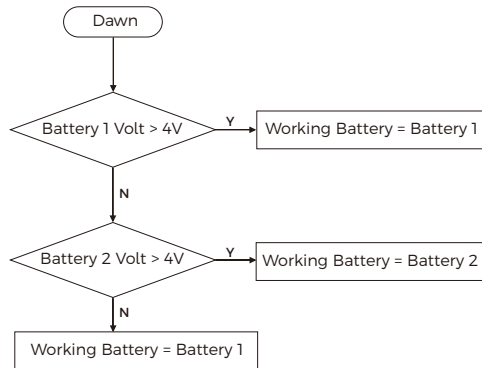 Dawn
Battery 1 Volt > 4V
Y
Working Battery = Battery 1
N
Battery 2 Volt > 4V
Y
Working Battery = Battery 2
N
Working Battery = Battery 1